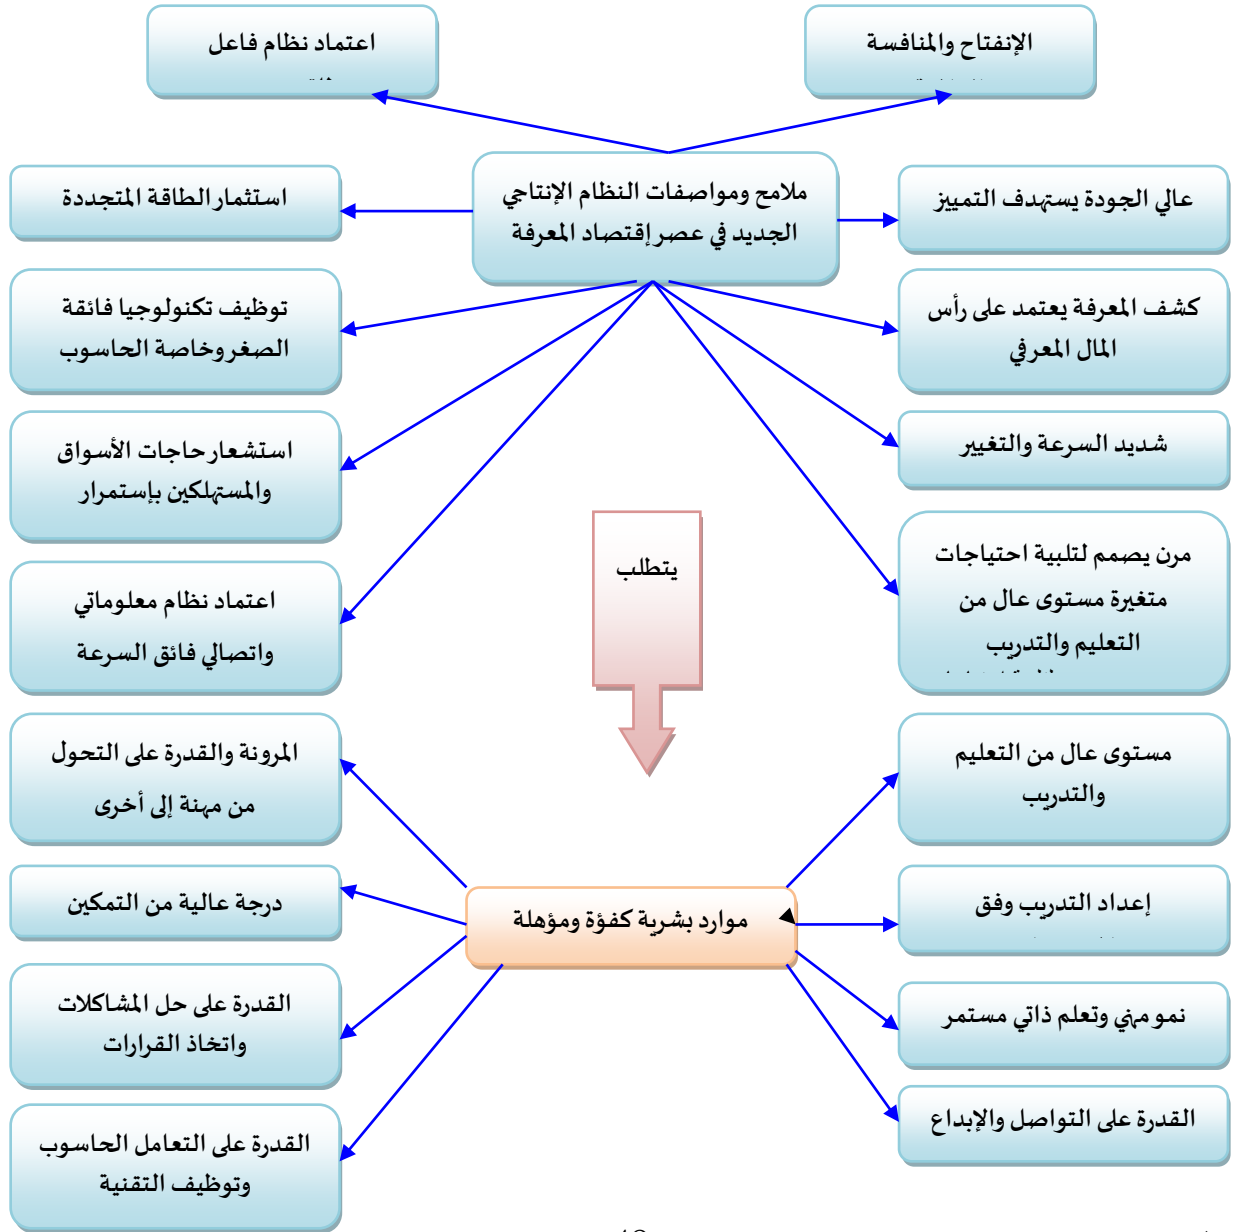 الإنفتاح والمنافسة
اعتماد نظام فاعل
ملامح ومواصفات النظام الإنتاجي
الجديد في عصر إقتصاد المعرفة
عالي الجودة يستهدف التمييز
استثمار الطاقة المتجددة
كشف المعرفة يعتمد على رأس
المال المعرفي
توظيف تكنولوجيا فائقة
الصغر وخاصة الحاسوب
شديد السرعة والتغيير
استشعار حاجات الأسواق
والمستهلكين بإستمرار
مرن يصمم لتلبية احتياجات
متغيرة مستوى عال من
التعليم والتدريب
اعتماد نظام معلوماتي
واتصالي فائق السرعة
يتطلب
مستوى عال من التعليم
والتدريب
المرونة والقدرة على التحول
من مهنة إلى أخرى
موارد بشرية كفؤة ومؤهلة
إعداد التدريب وفق
درجة عالية من التمكين
نمو مهني وتعلم ذاتي مستمر
القدرة على حل المشاكلات
واتخاذ القرارات
القدرة على التواصل والإبداع
القدرة على التعامل الحاسوب
وتوظيف التقنية